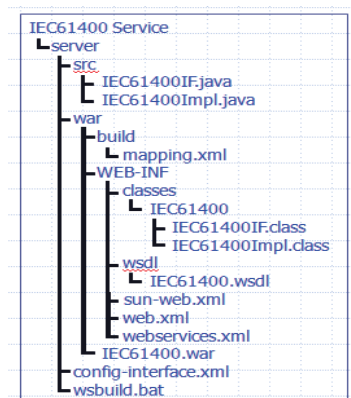 IEC61400 Service
server
src
IEC61400IF.java
IEC61400Impl.java
war
build
mapping.xml
WEB-INF
classes
IEC61400
IEC61400IF.class
IEC61400Impl.class
wsdl
IEC61400.wsdl
sun-web.xml
web.xml
webservices.xml
IEC61400.war
config-interface.xml
wsbuild.bat